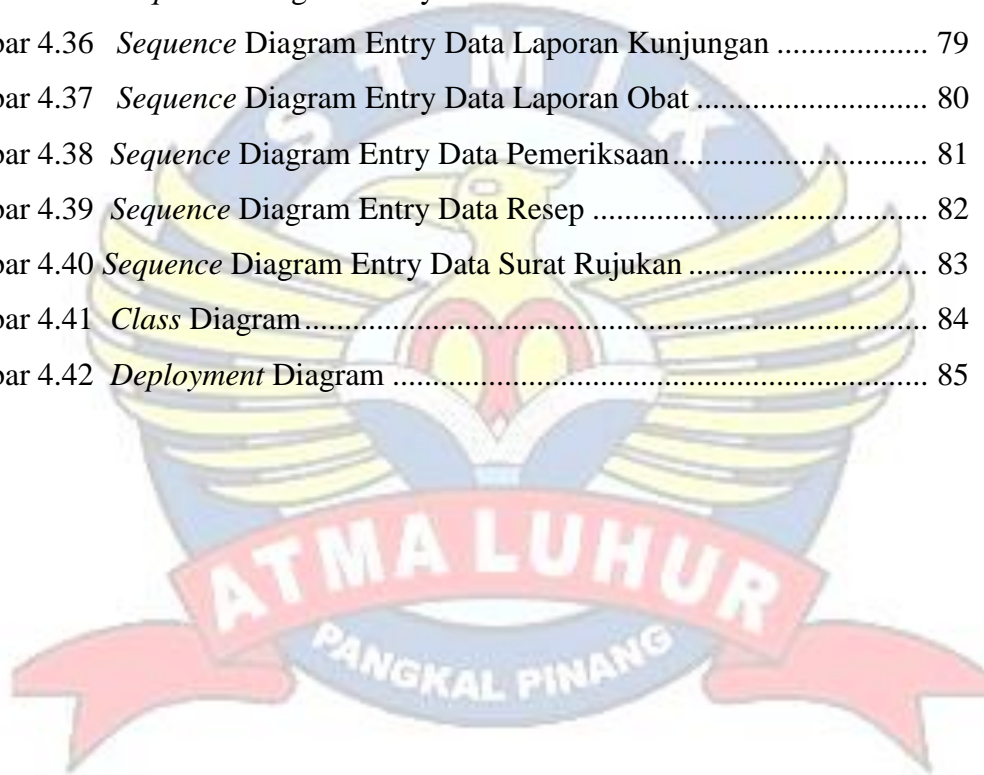 bar 4.36 Sequence Diagram Entry Data Laporan Kunjungan ................... 79
bar 4.37 Sequence Diagram Entry Data Laporan Obat ............................. 80
bar 4.38 Sequence Diagram Entry Data Pemeriksaan................................ 81
bar 4.39 Sequence Diagram Entry Data Resep .......................................... 82
bar 4.40 Sequence Diagram Entry Data Surat Rujukan .............................. 83
bar 4.41 Class Diagram.............................................................................. 84
bar 4.42 Deployment Diagram ................................................................... 85
STMIK
ATMA LUHUR
PANGKAL PINANG